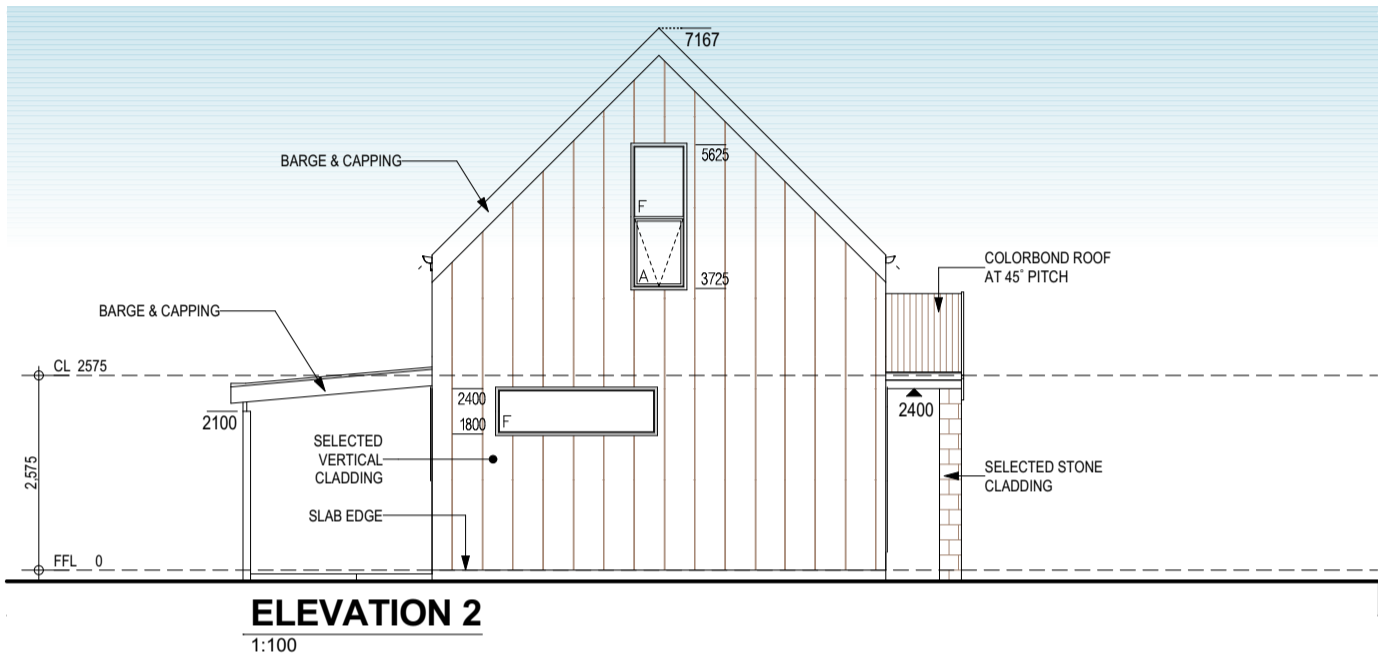 7167
BARGE & CAPPING
5625
F
A
3725
COLORBOND ROOF
AT 45° PITCH
BARGE & CAPPING
CL 2575
2100
2400
1800
F
2400
SELECTED
VERTICAL
CLADDING
SELECTED STONE
CLADDING
2,575
SLAB EDGE
FFL 0
ELEVATION 2
1:100